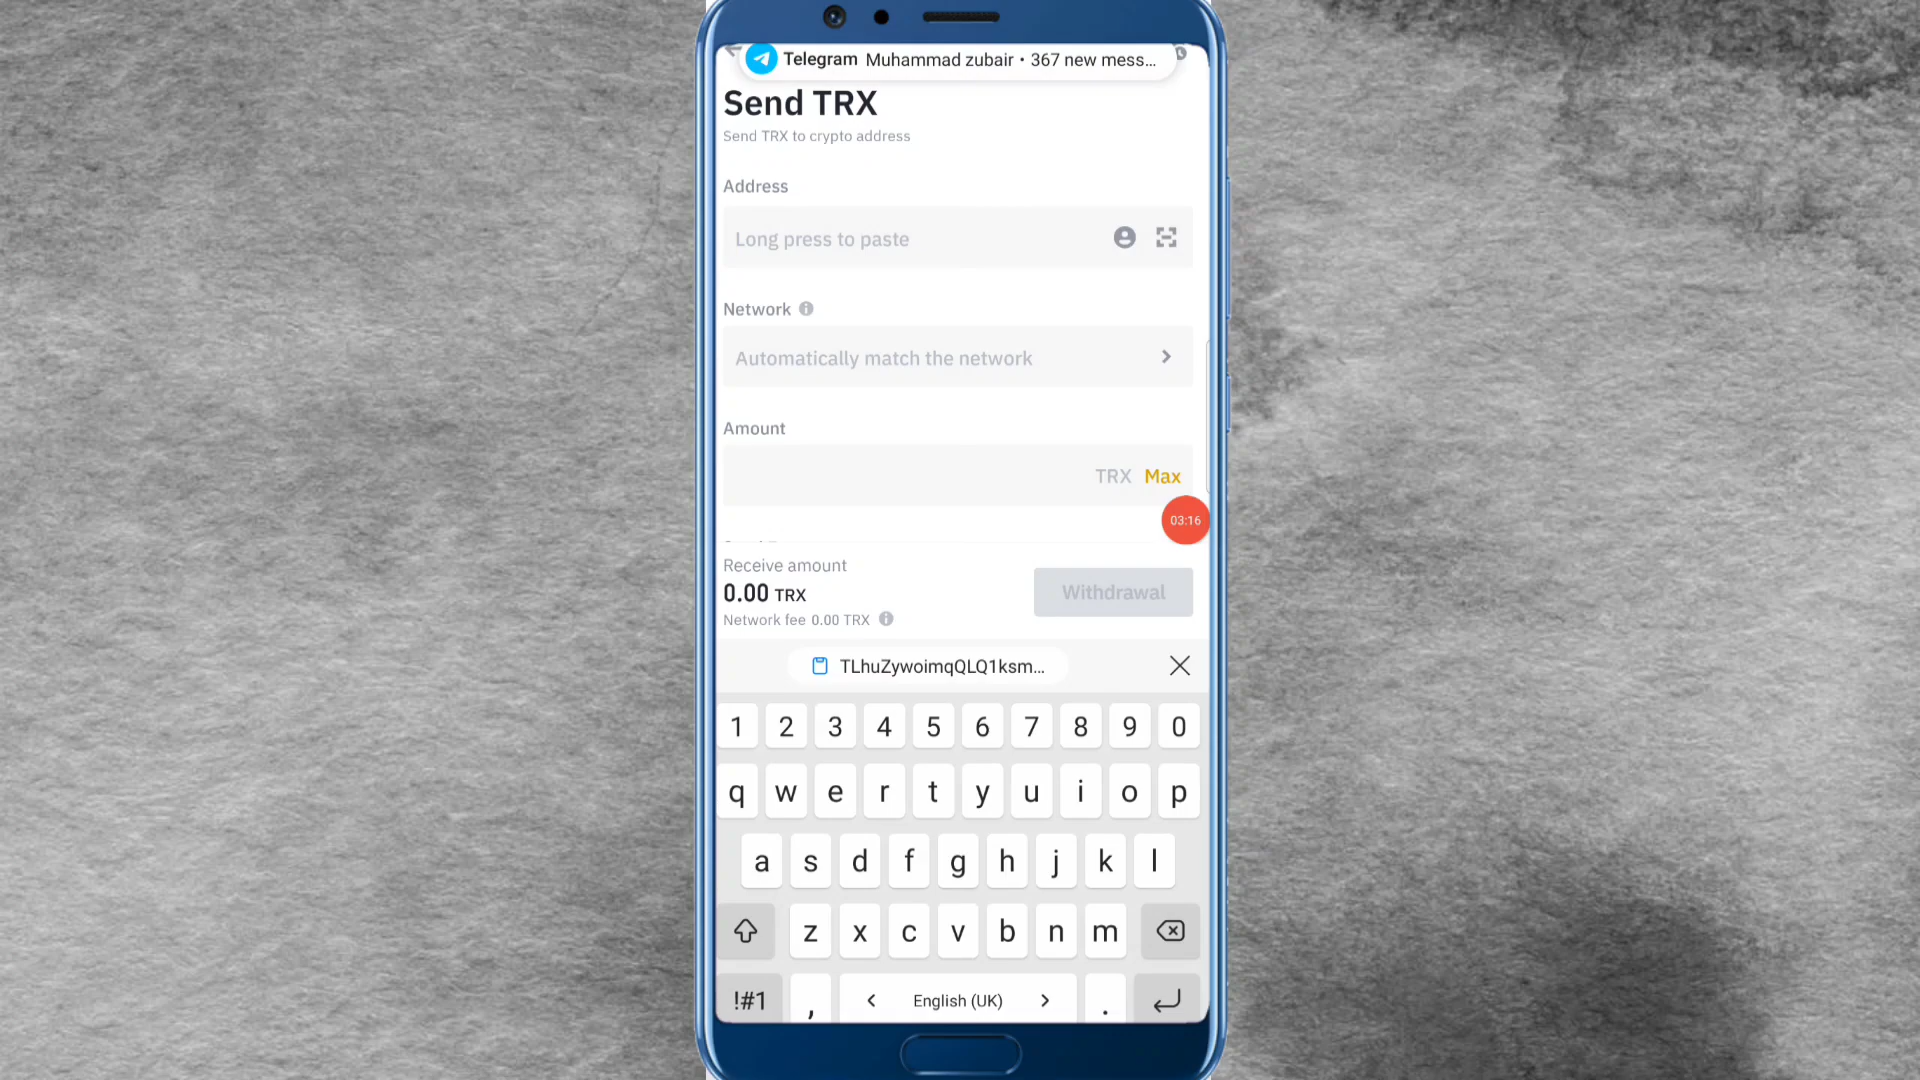 Telegram Muhammad zubair • 367 new mess...
Send TRX
Send TRX to crypto address
Address
Long press to paste
Network
Automatically match the network
Amount
TRX Max
03:16
Receive amount
0.00 TRX
Withdrawal
Network fee 0.00 TRX
TLhuZywoimqQLQ1ksm...
1 2 3 4 5 6 7 8 9 0
q w e r t y u i o p
a s d f g h j k l
z x c v b n m
!#1 , < English (UK) > .